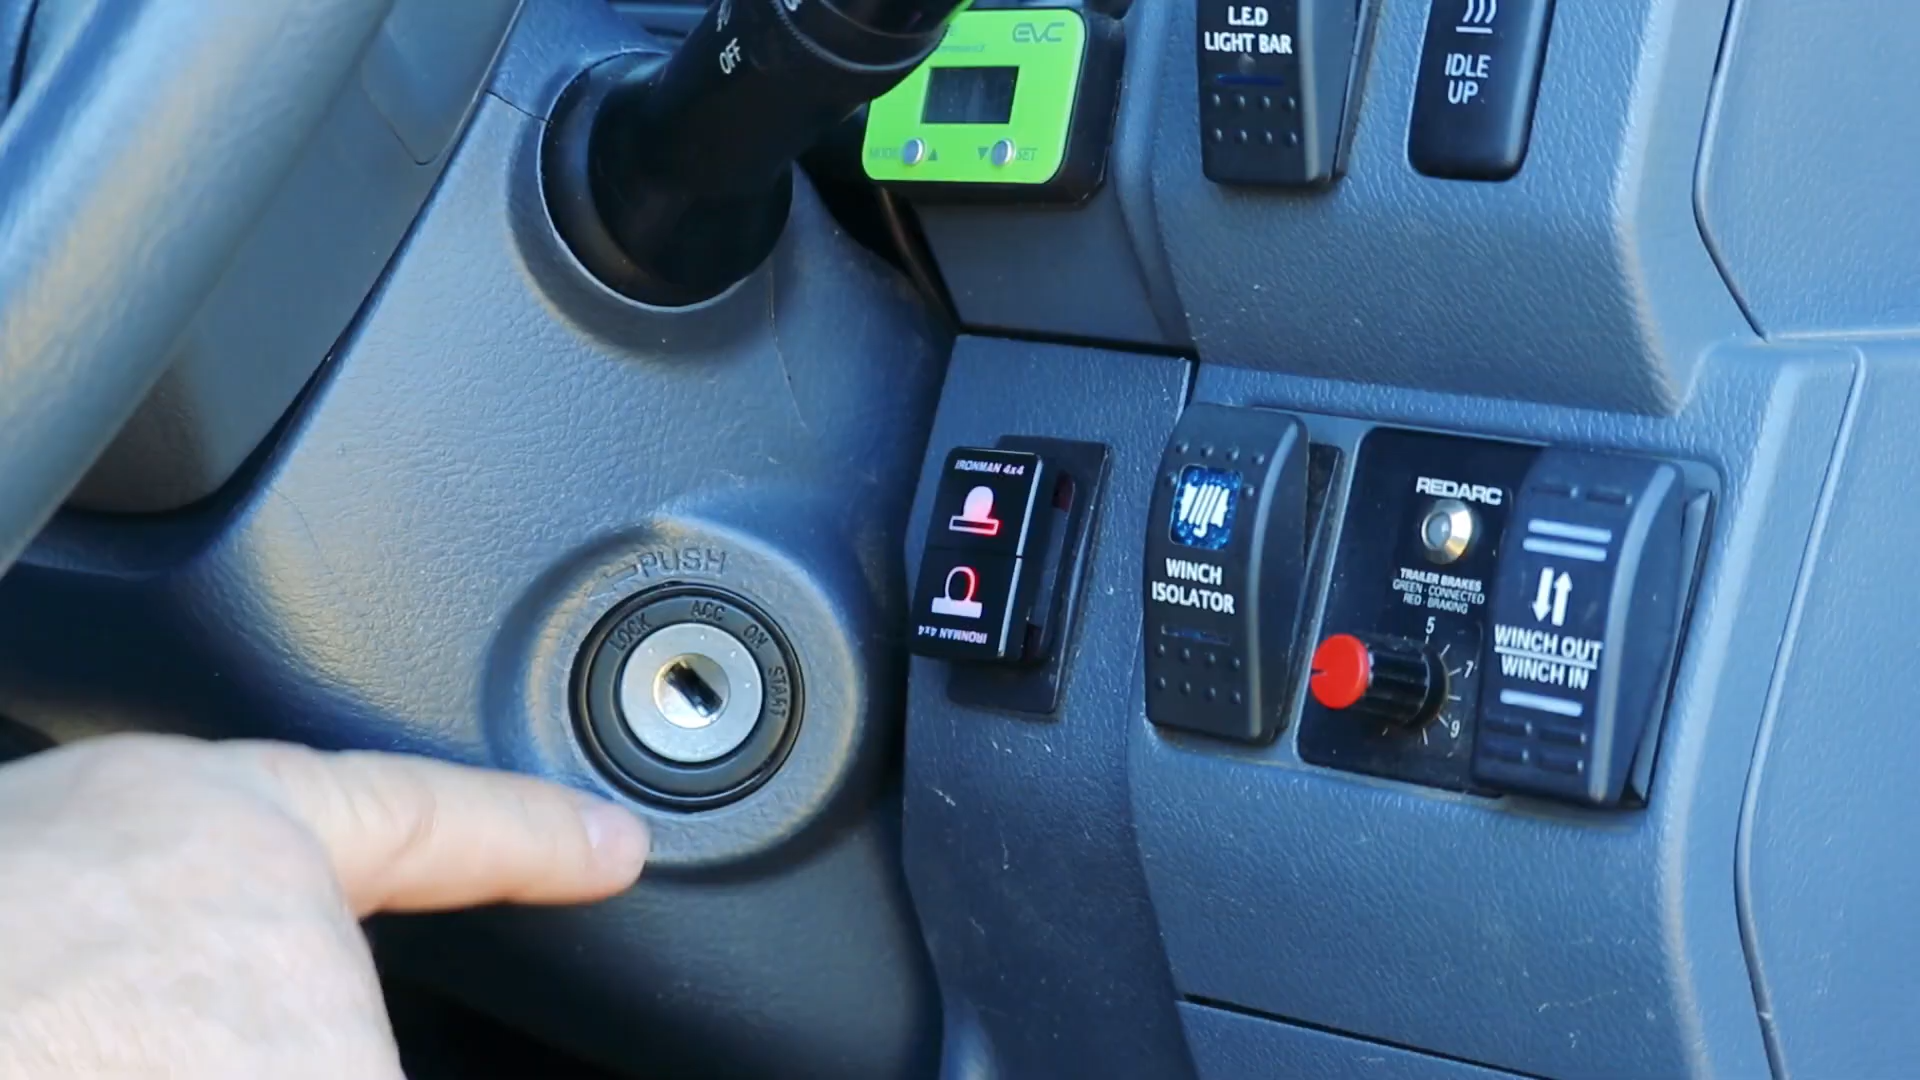 OFF
EVC
MODE
SET
LED
LIGHT BAR
IDLE
UP
PUSH
LOCK
ACC
ON
START
IRONMAN 4x4
IRONMAN 4x4
WINCH
ISOLATOR
REDARC
TRAILER BRAKES
GREEN - CONNECTED
RED - BRAKING
5
7
9
WINCH OUT
WINCH IN